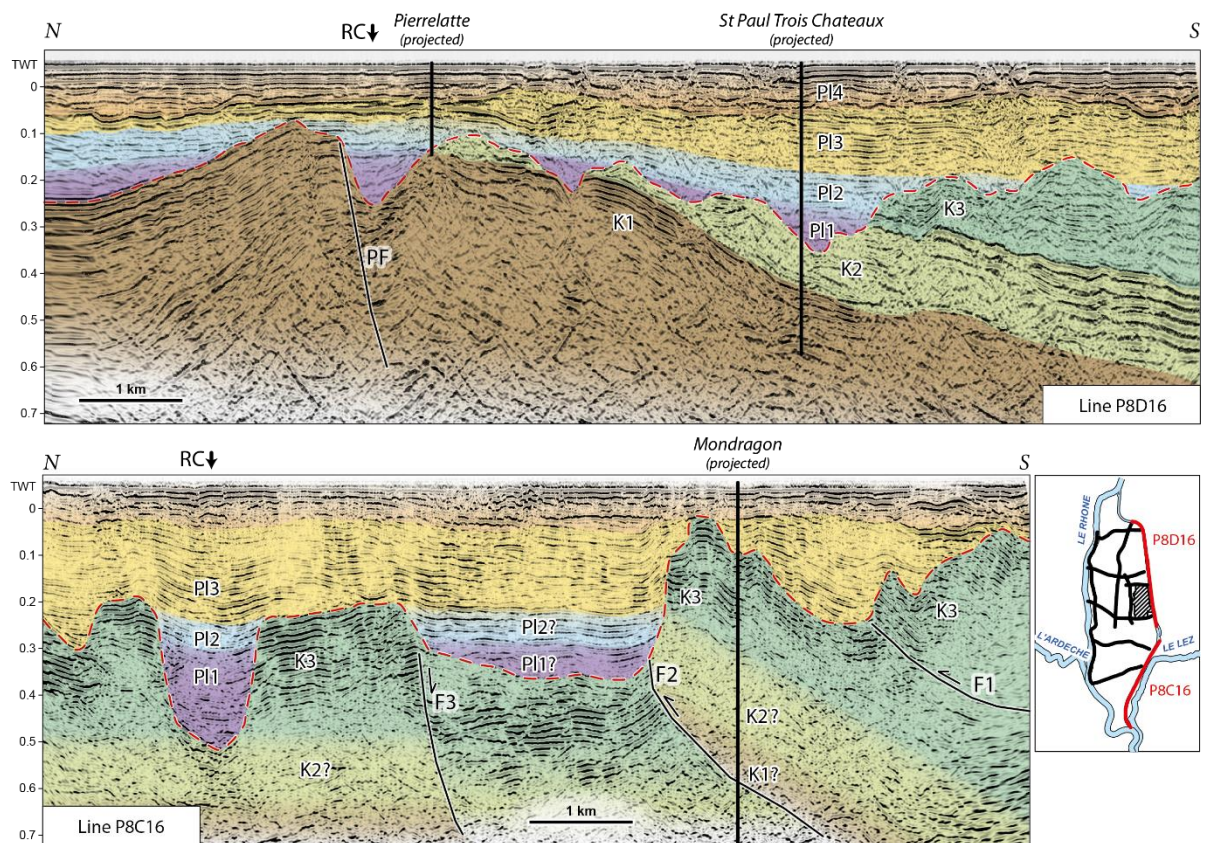 N
RC
Pierrelatte
(projected)
St Paul Trois Chateaux
(projected)
S
TWT
0
0.1
0.2
0.3
0.4
0.5
0.6
0.7
Pl4
Pl3
Pl2
Pl1
K1
K2
K3
PF
1 km
Line P8D16
N
RC
Mondragon
(projected)
S
TWT
0
0.1
0.2
0.3
0.4
0.5
0.6
0.7
Pl3
Pl2
Pl1
K3
K2?
Pl2?
Pl1?
F3
F2
K3
K2?
K1?
K3
F1
1 km
Line P8C16
LE RHONE
P8D16
L'ARDECHE
LE LEZ
P8C16